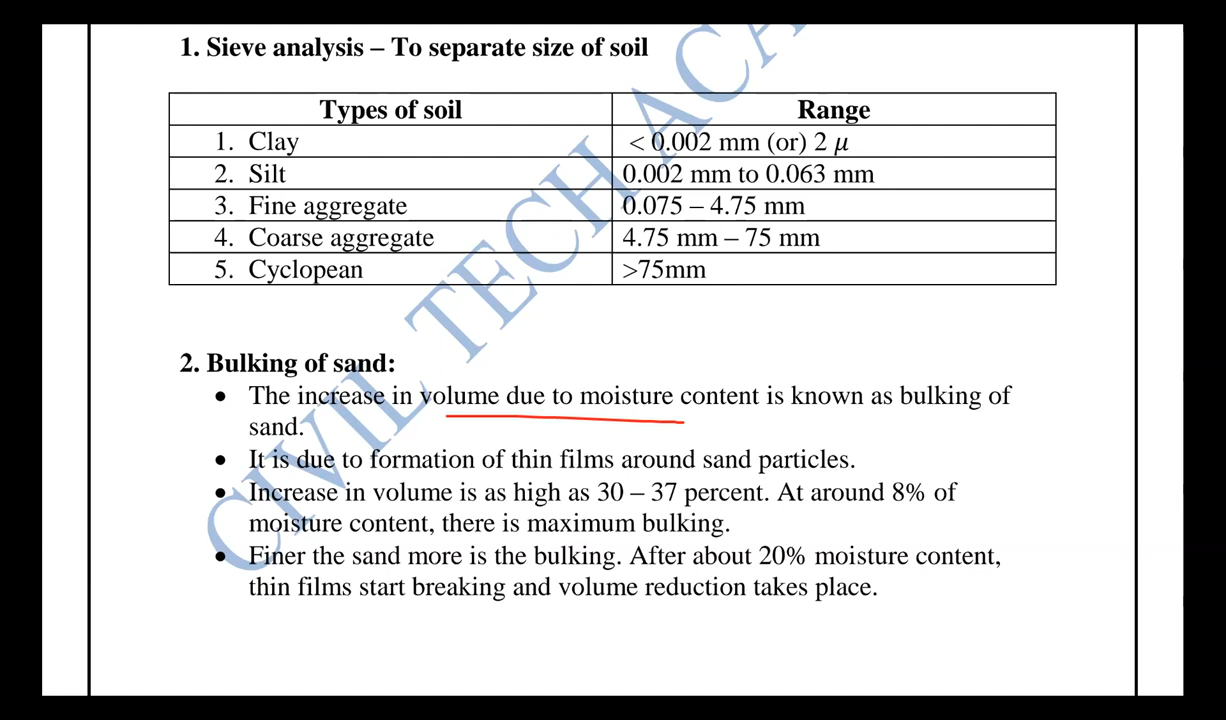 1. Sieve analysis – To separate size of soil
Types of soil Range
1. Clay < 0.002 mm (or) 2 μ
2. Silt 0.002 mm to 0.063 mm
3. Fine aggregate 0.075 – 4.75 mm
4. Coarse aggregate 4.75 mm – 75 mm
5. Cyclopean >75mm
2. Bulking of sand:
• The increase in volume due to moisture content is known as bulking of
sand.
• It is due to formation of thin films around sand particles.
• Increase in volume is as high as 30 – 37 percent. At around 8% of
moisture content, there is maximum bulking.
• Finer the sand more is the bulking. After about 20% moisture content,
thin films start breaking and volume reduction takes place.
CIVIL TECH ACA